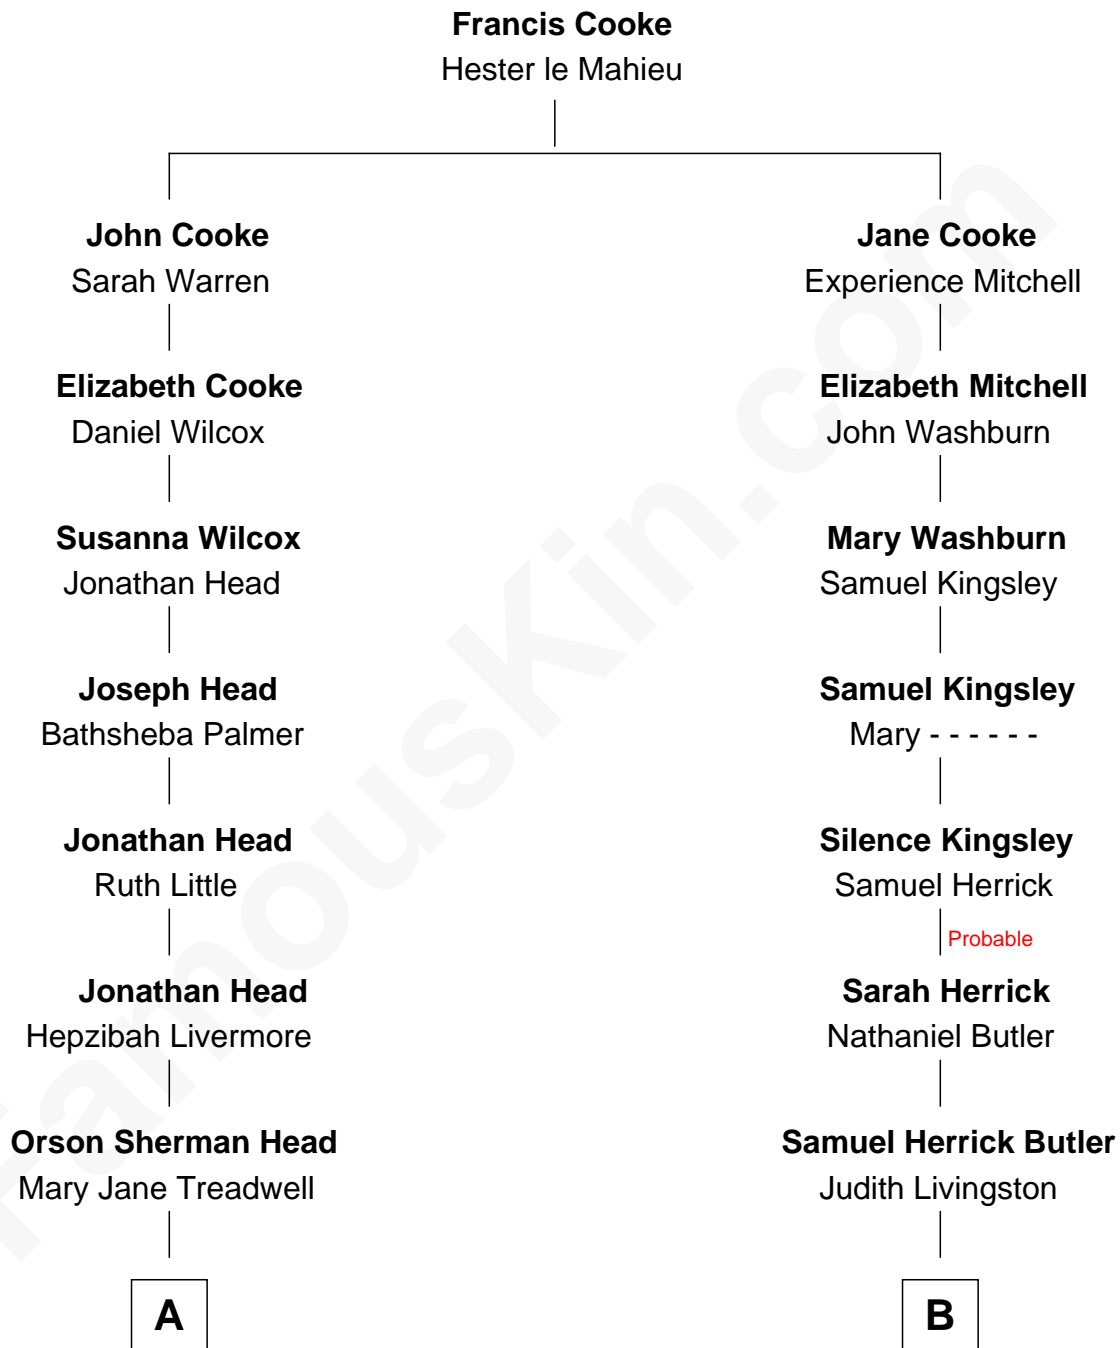 Francis Cooke
Hester le Mahieu
John Cooke
Sarah Warren
Jane Cooke
Experience Mitchell
Elizabeth Cooke
Daniel Wilcox
Elizabeth Mitchell
John Washburn
Susanna Wilcox
Jonathan Head
Mary Washburn
Samuel Kingsley
Joseph Head
Bathsheba Palmer
Samuel Kingsley
Mary - - - - - -
Jonathan Head
Ruth Little
Silence Kingsley
Samuel Herrick
Probable
Jonathan Head
Hepzibah Livermore
Sarah Herrick
Nathaniel Butler
Orson Sherman Head
Mary Jane Treadwell
Samuel Herrick Butler
Judith Livingston
A
B
FamousKin.com